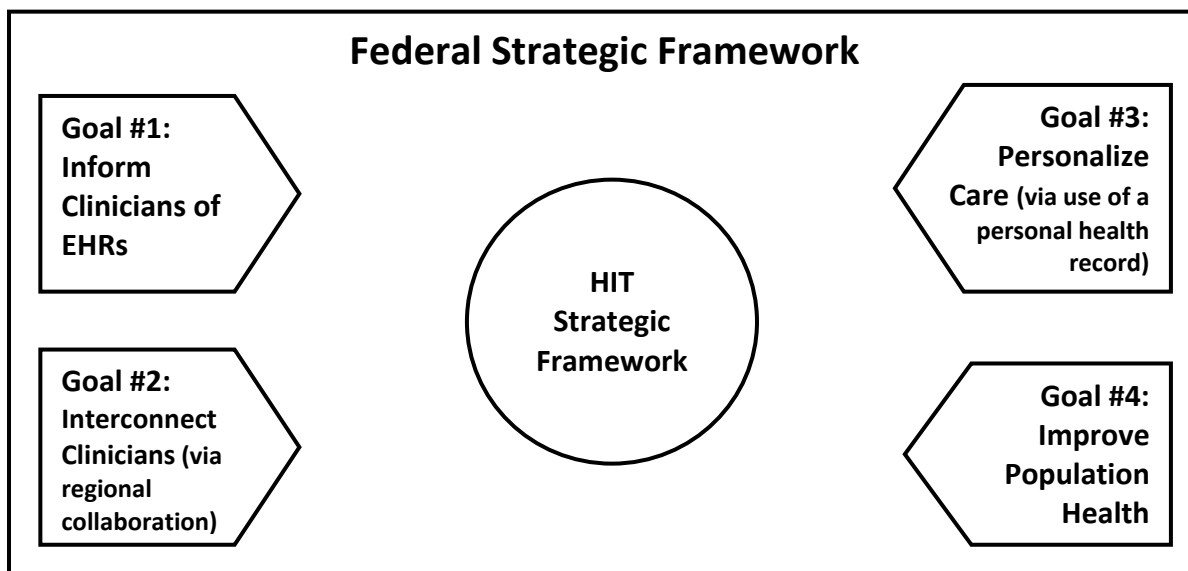 Federal Strategic Framework
Goal #1:
Inform
Clinicians of
EHRs
Goal #2:
Interconnect
Clinicians (via
regional
collaboration)
HIT
Strategic
Framework
Goal #3:
Personalize
Care (via use of a
personal health
record)
Goal #4:
Improve
Population
Health